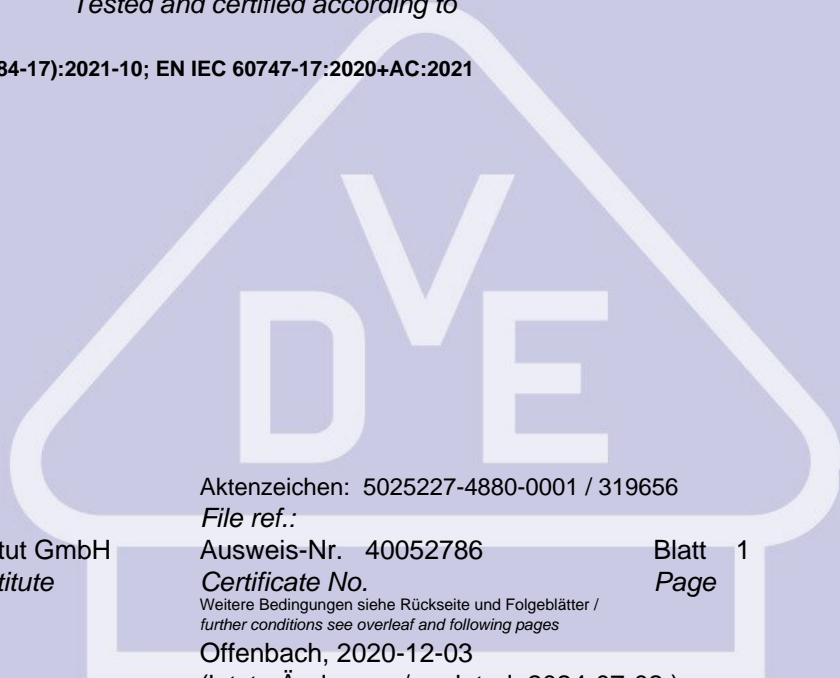 Tested and certified according to
84-17):2021-10; EN IEC 60747-17:2020+AC:2021
VDE
Aktenzeichen: 5025227-4880-0001 / 319656
File ref.:
tut GmbH Ausweis-Nr. 40052786 Blatt 1
titute Certificate No. Page
Weitere Bedingungen siehe Rückseite und Folgeblätter /
further conditions see overleaf and following pages
Offenbach, 2020-12-03